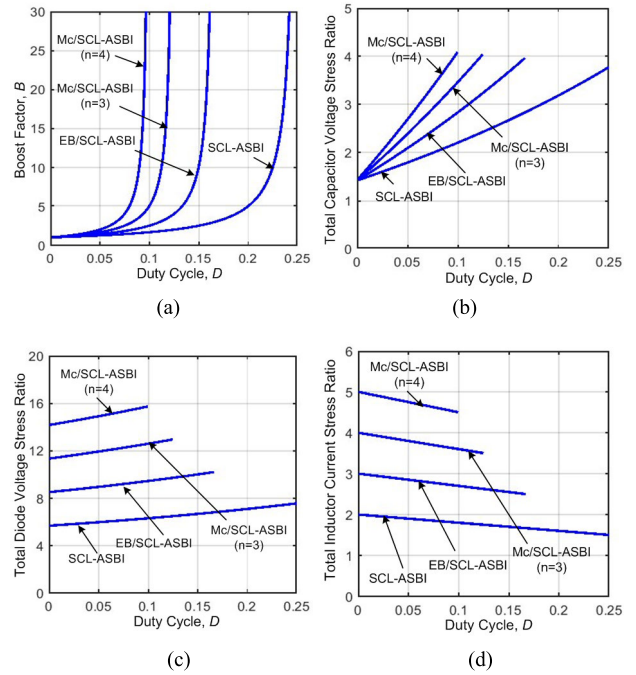 30
25
20
15
10
5
0
Boost Factor, B
Mc/SCL-ASBI
(n=4)
Mc/SCL-ASBI
(n=3)
EB/SCL-ASBI
SCL-ASBI
0
0.05
0.1
0.15
0.2
0.25
Duty Cycle, D
(a)
5
4
3
2
1
0
Total Capacitor Voltage Stress Ratio
Mc/SCL-ASBI
(n=4)
Mc/SCL-ASBI
(n=3)
EB/SCL-ASBI
SCL-ASBI
0
0.05
0.1
0.15
0.2
0.25
Duty Cycle, D
(b)
20
16
12
8
4
0
Total Diode Voltage Stress Ratio
Mc/SCL-ASBI
(n=4)
Mc/SCL-ASBI
(n=3)
EB/SCL-ASBI
SCL-ASBI
0
0.05
0.1
0.15
0.2
0.25
Duty Cycle, D
(c)
6
5
4
3
2
1
0
Total Inductor Current Stress Ratio
Mc/SCL-ASBI
(n=4)
Mc/SCL-ASBI
(n=3)
EB/SCL-ASBI
SCL-ASBI
0
0.05
0.1
0.15
0.2
0.25
Duty Cycle, D
(d)